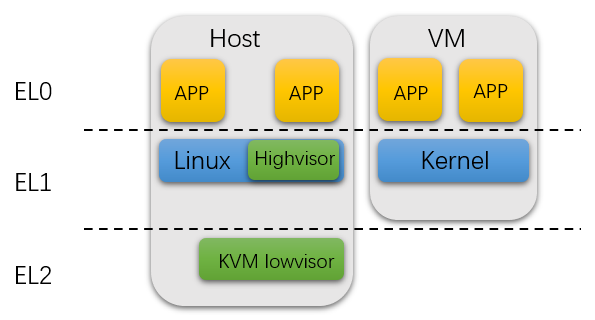 Host
VM
EL0
APP
APP
APP
APP
EL1
Linux
Highvisor
Kernel
EL2
KVM lowvisor